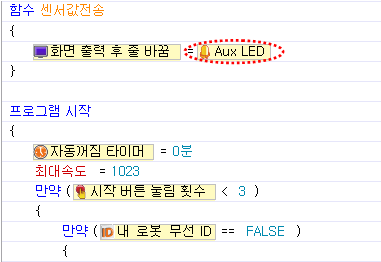 함수 센서값전송
{
화면 출력 후 줄 바꿈 = Aux LED
}
프로그램 시작
{
자동꺼짐 타이머 = 0분
최대속도 = 1023
만약 ( 시작 버튼 눌림 횟수 < 3 )
{
만약 ( ID 내 로봇 무선 ID == FALSE )
{